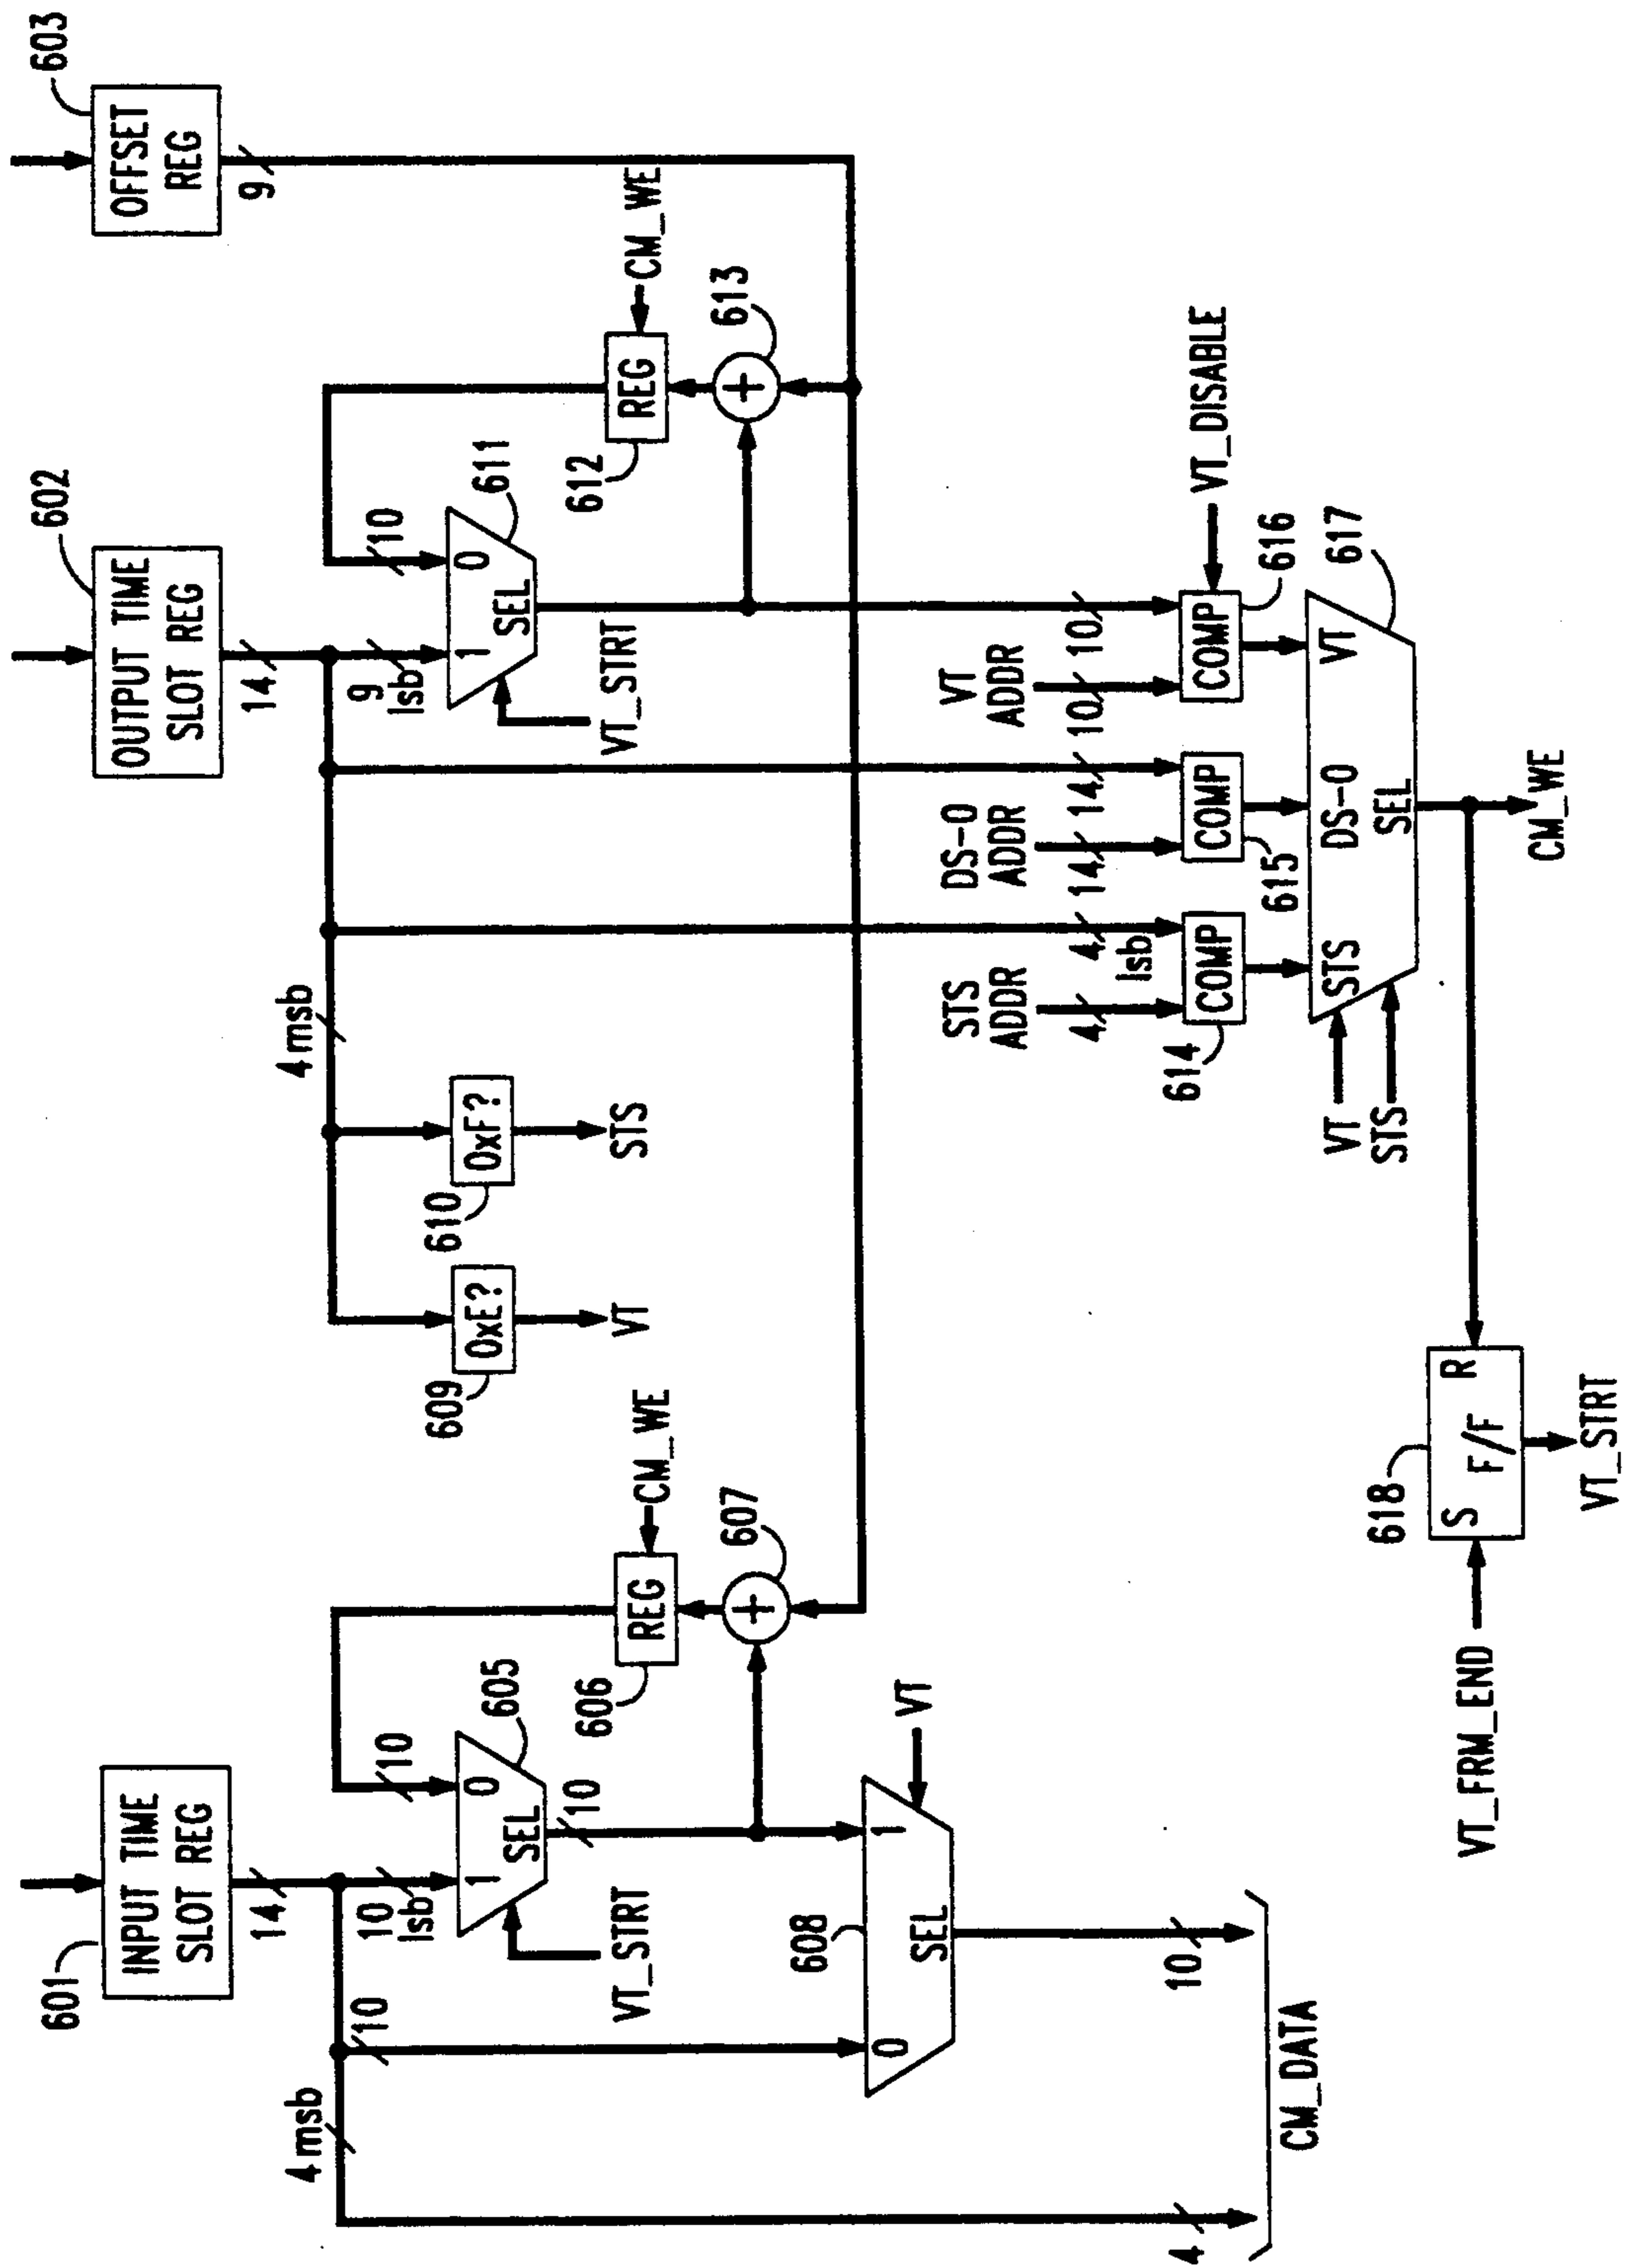 601
INPUT TIME
SLOT REG
602
OUTPUT TIME
SLOT REG
603
OFFSET
REG
14
14
9
4msb
10
10
lsb
10
4msb
9
lsb
10
0
1
SEL
605
VT_STRT
10
606
REG
CM_WE
607
609
0xE?
VT
610
0xF?
STS
1
0
SEL
611
VT_STRT
612
REG
CM_WE
613
608
0
1
SEL
VT
10
4
CM_DATA
STS
ADDR
4
4
lsb
DS-0
ADDR
14
14
VT
ADDR
10
10
614
COMP
615
COMP
616
COMP
VT_DISABLE
617
STS
DS-0
VT
SEL
VT
STS
CM_WE
618
S
R
F/F
VT_FRM_END
VT_STRT